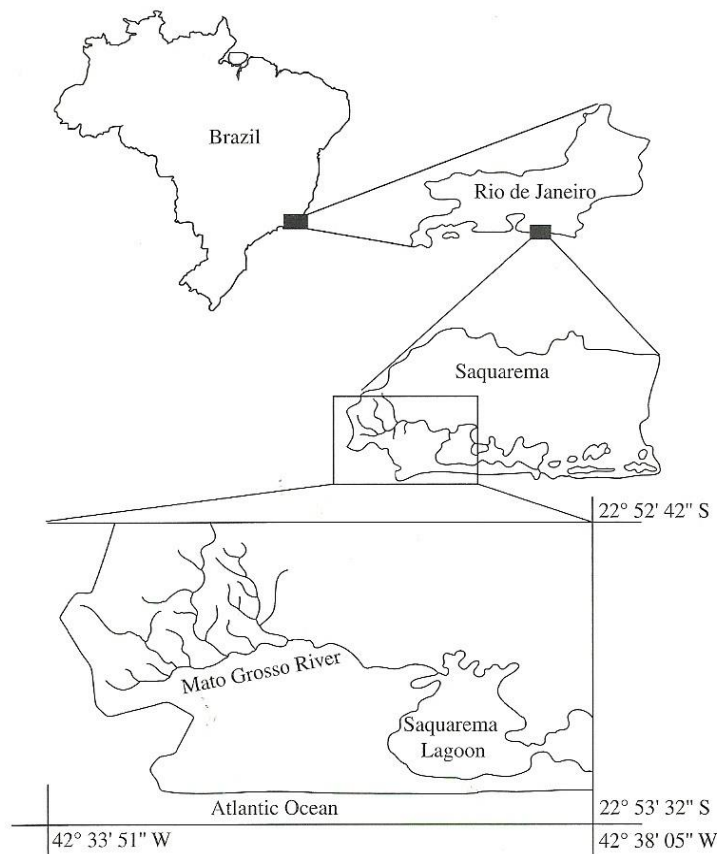 Brazil
Rio de Janeiro
Saquarema
22° 52' 42" S
Mato Grosso River
Saquarema
Lagoon
Atlantic Ocean
22° 53' 32" S
42° 33' 51" W
42° 38' 05" W